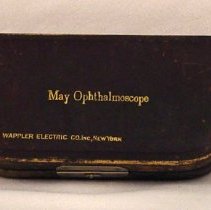 May Ophthalmoscope
WAPPLER ELECTRIC CO. INC, NEW YORK